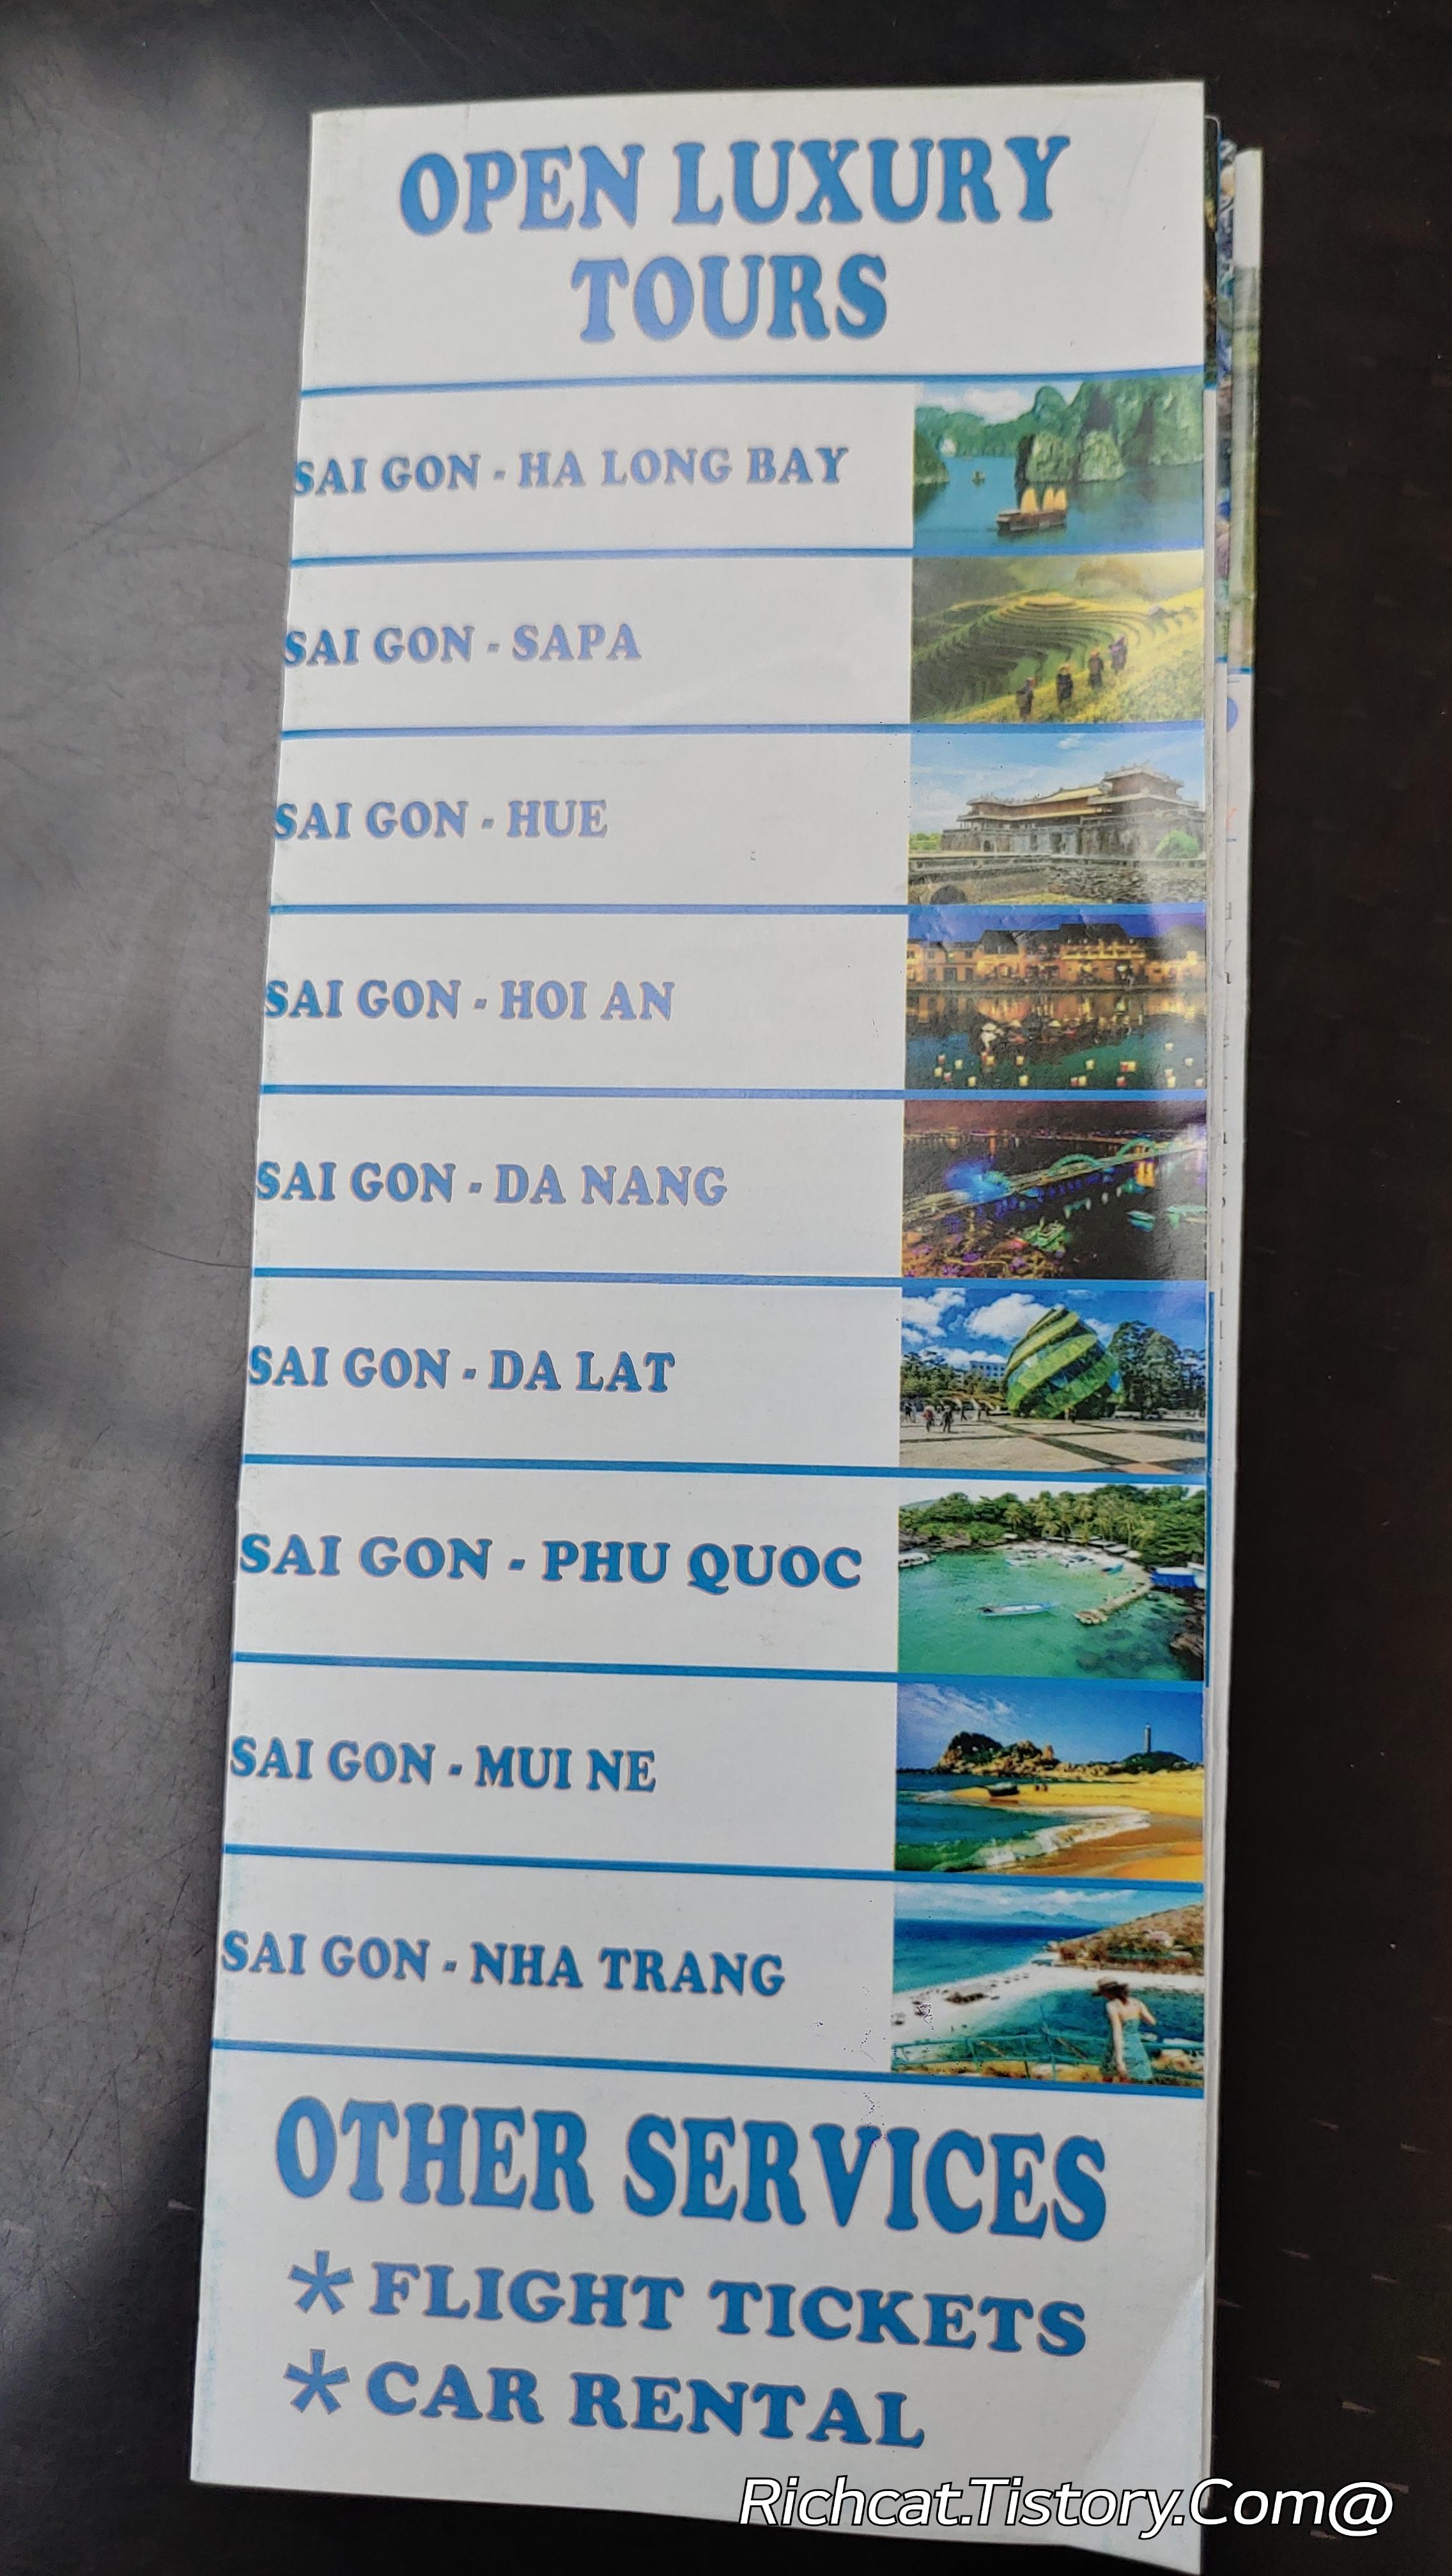 OPEN LUXURY
TOURS
SAI GON - HA LONG BAY
SAI GON - SAPA
SAI GON - HUE
SAI GON - HOI AN
SAI GON - DA NANG
SAI GON - DA LAT
SAI GON - PHU QUOC
SAI GON - MUI NE
SAI GON - NHA TRANG
OTHER SERVICES
* FLIGHT TICKETS
* CAR RENTAL
Richcat.Tistory.Com@